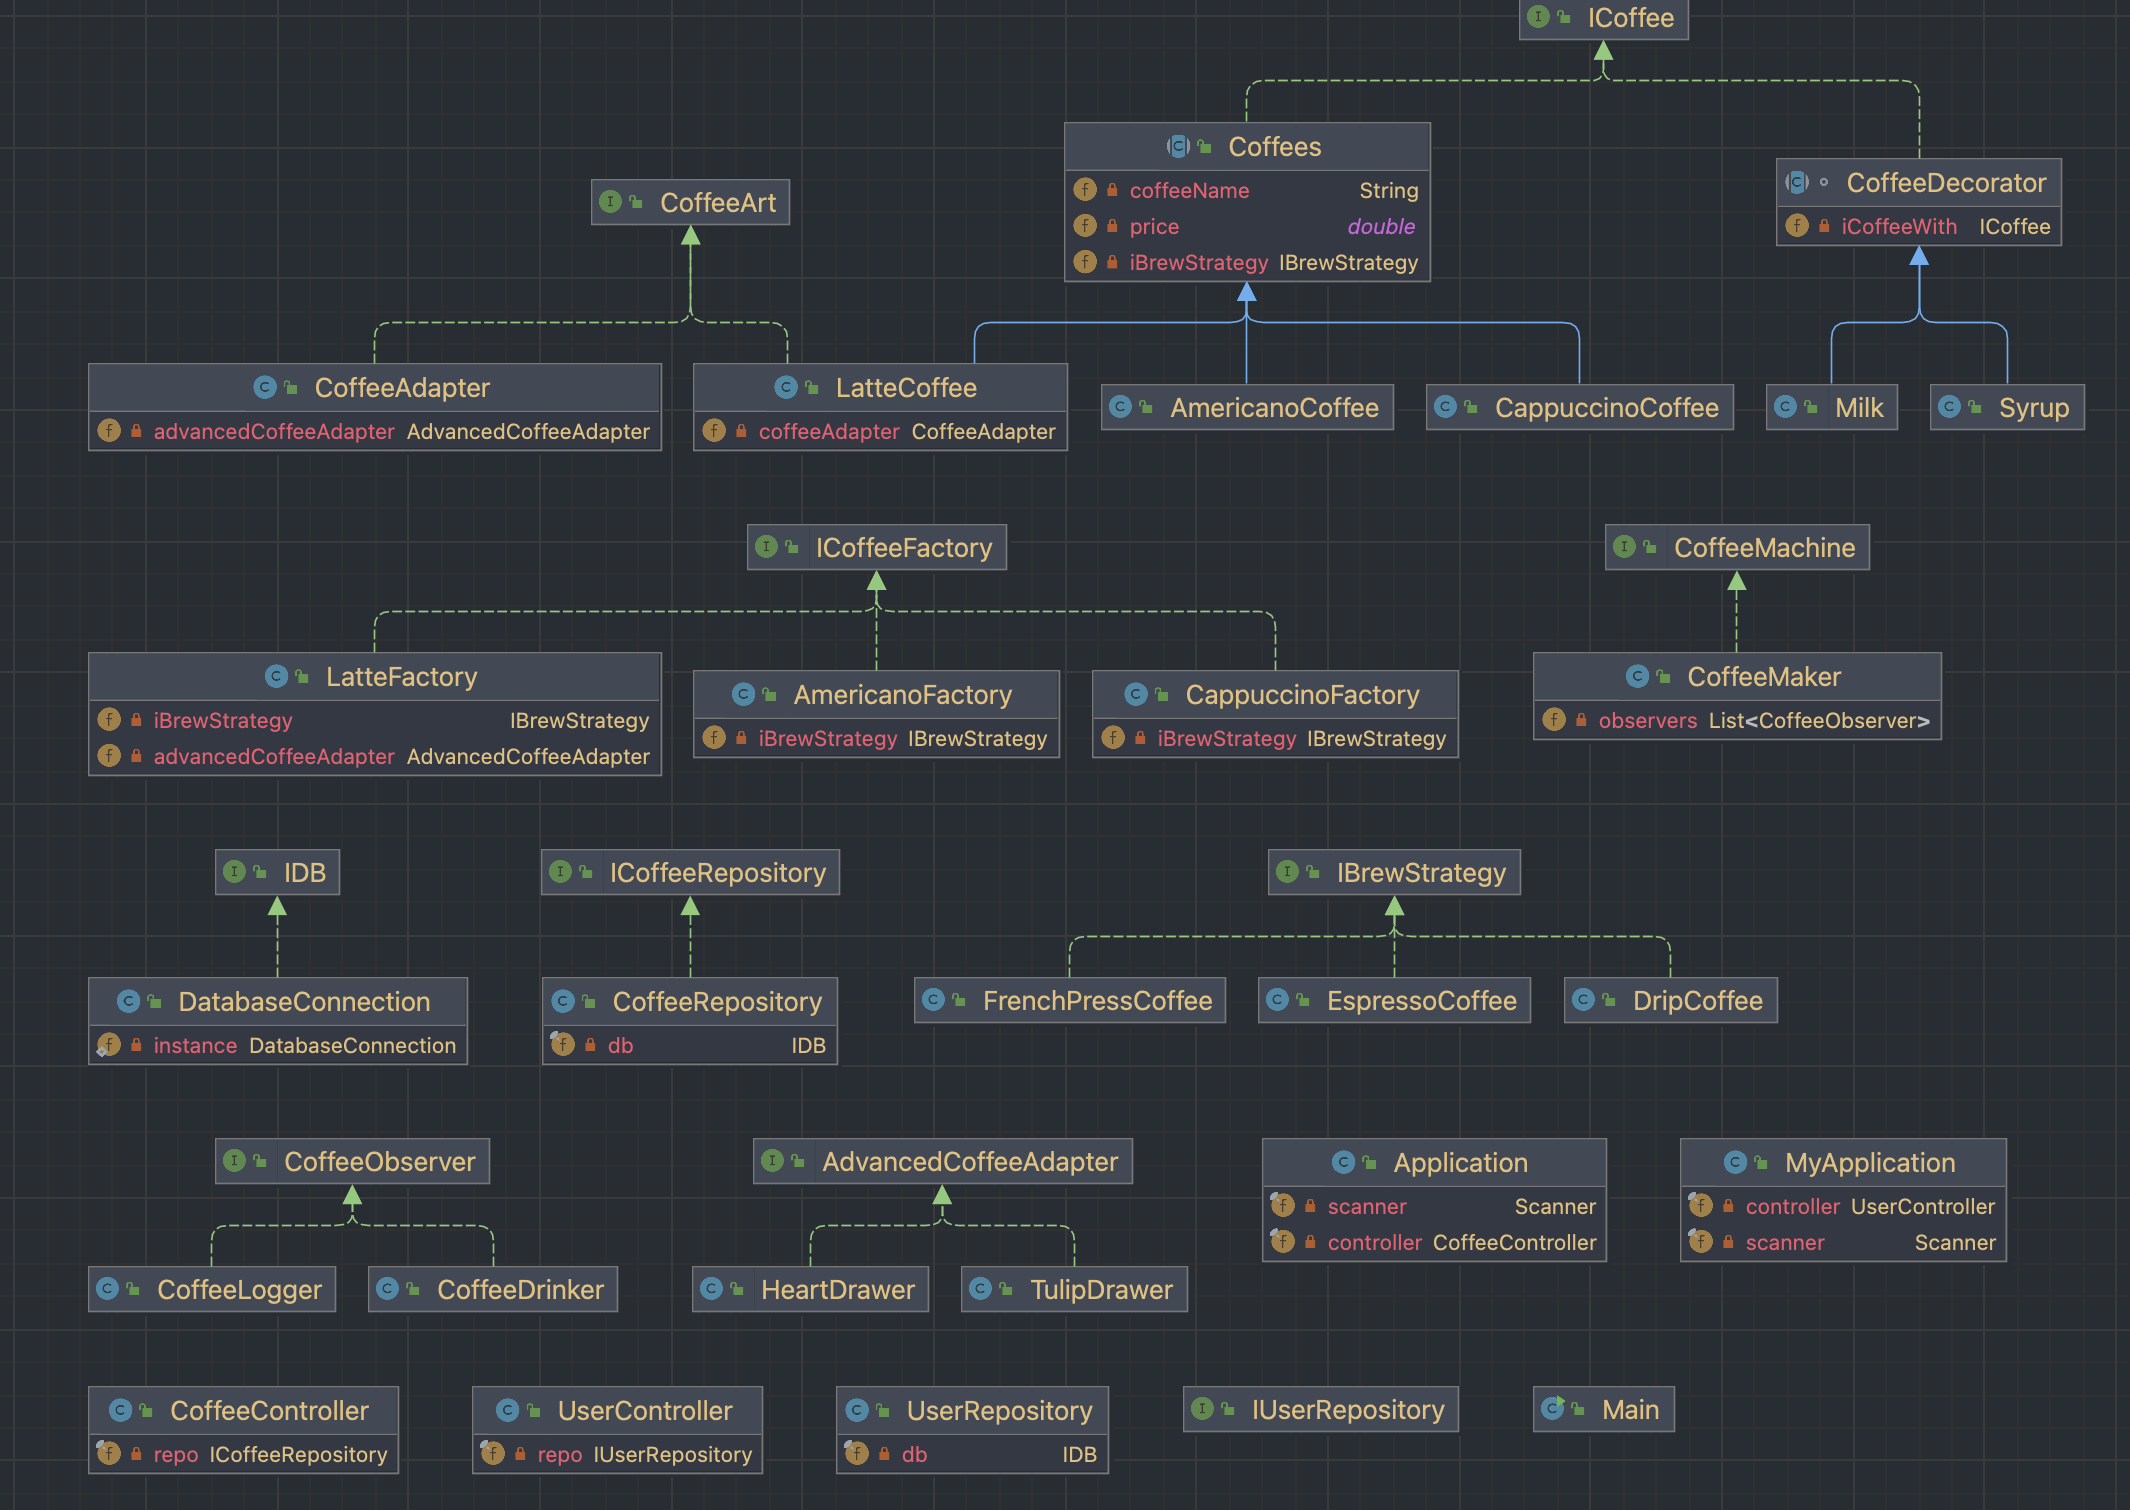 ICoffee
Coffees
coffeeName String
price double
iBrewStrategy IBrewStrategy
CoffeeDecorator
iCoffeeWith ICoffee
CoffeeArt
CoffeeAdapter
advancedCoffeeAdapter AdvancedCoffeeAdapter
LatteCoffee
coffeeAdapter CoffeeAdapter
AmericanoCoffee
CappuccinoCoffee
Milk
Syrup
ICoffeeFactory
CoffeeMachine
LatteFactory
iBrewStrategy IBrewStrategy
advancedCoffeeAdapter AdvancedCoffeeAdapter
AmericanoFactory
iBrewStrategy IBrewStrategy
CappuccinoFactory
iBrewStrategy IBrewStrategy
CoffeeMaker
observers List<CoffeeObserver>
IDB
ICoffeeRepository
IBrewStrategy
DatabaseConnection
instance DatabaseConnection
CoffeeRepository
db IDB
FrenchPressCoffee
EspressoCoffee
DripCoffee
CoffeeObserver
AdvancedCoffeeAdapter
Application
scanner Scanner
controller CoffeeController
MyApplication
controller UserController
scanner Scanner
CoffeeLogger
CoffeeDrinker
HeartDrawer
TulipDrawer
CoffeeController
repo ICoffeeRepository
UserController
repo IUserRepository
UserRepository
db IDB
IUserRepository
Main